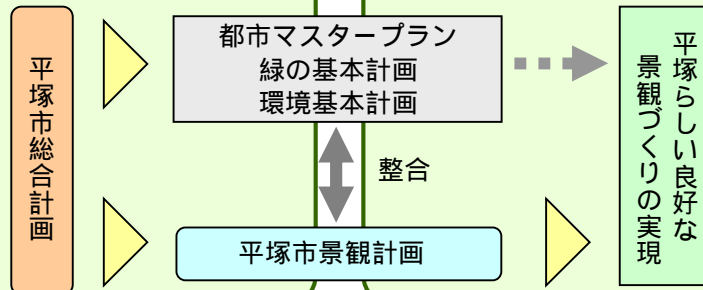 平塚市総合計画
都市マスタープラン
緑の基本計画
環境基本計画
整合
平塚市景観計画
平塚らしい良好な
景観づくりの実現